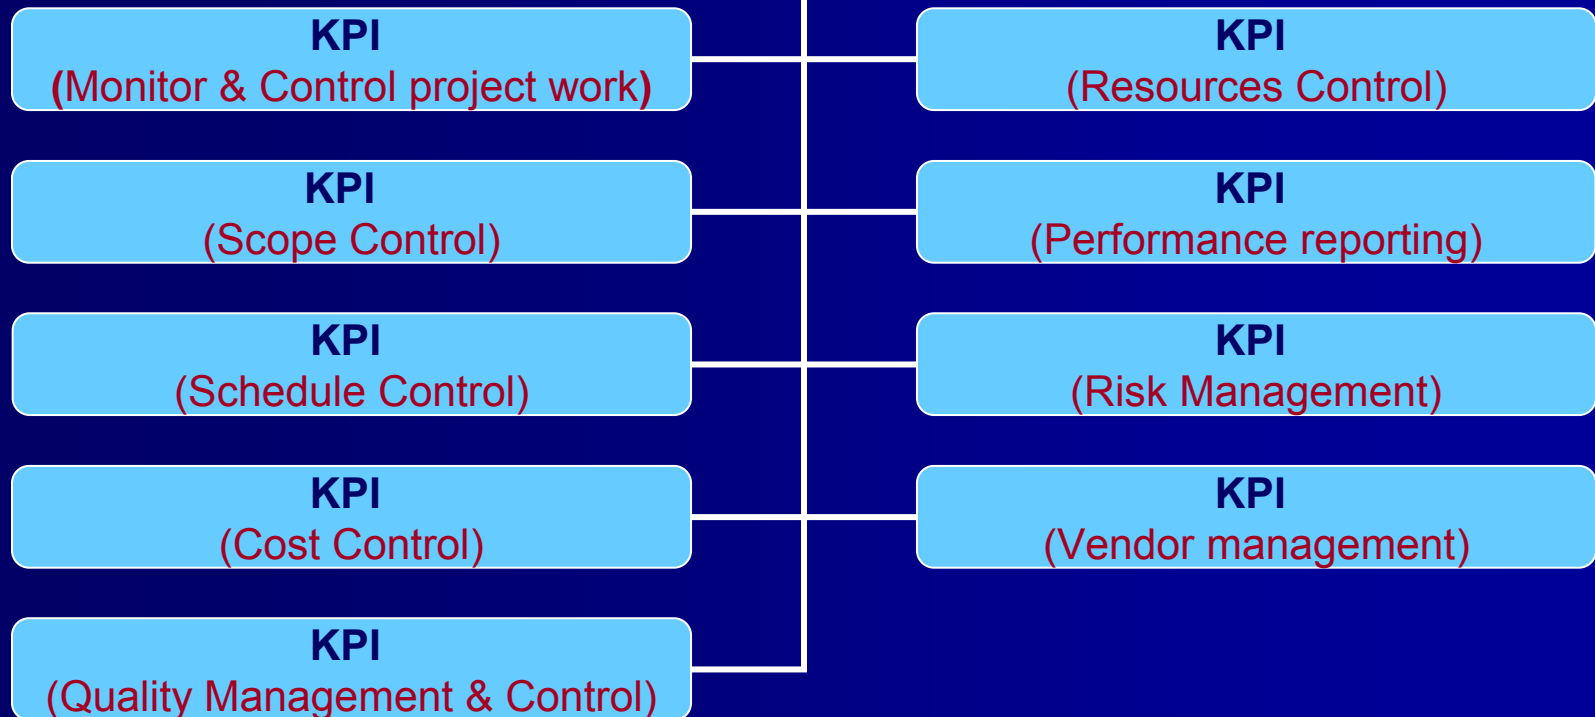 KPI
(Monitor & Control project work)
KPI
(Resources Control)
KPI
(Scope Control)
KPI
(Performance reporting)
KPI
(Schedule Control)
KPI
(Risk Management)
KPI
(Cost Control)
KPI
(Vendor management)
KPI
(Quality Management & Control)